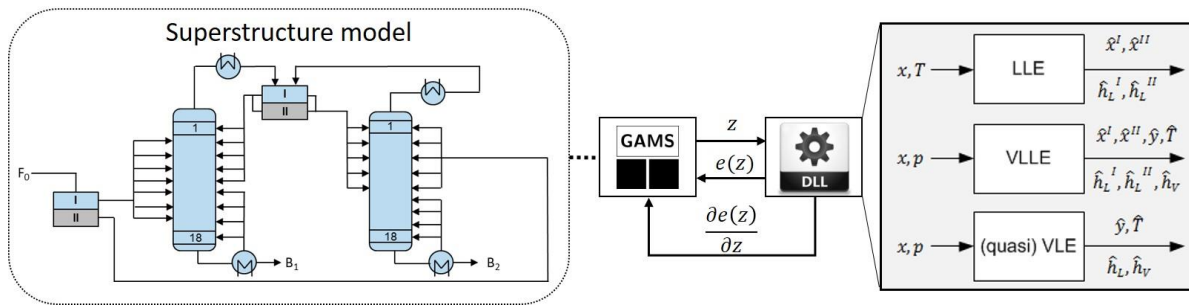 Superstructure model
F₀
I
II
1
18
B₁
I
II
1
18
B₂
GAMS
z
e(z)
∂e(z)
∂z
DLL
x, T
LLE
x̂ᴵ, x̂ᴵᴵ
ĥ_Lᴵ, ĥ_Lᴵᴵ
x, p
VLLE
x̂ᴵ, x̂ᴵᴵ, ŷ, T̂
ĥ_Lᴵ, ĥ_Lᴵᴵ, ĥ_V
x, p
(quasi) VLE
ŷ, T̂
ĥ_L, ĥ_V